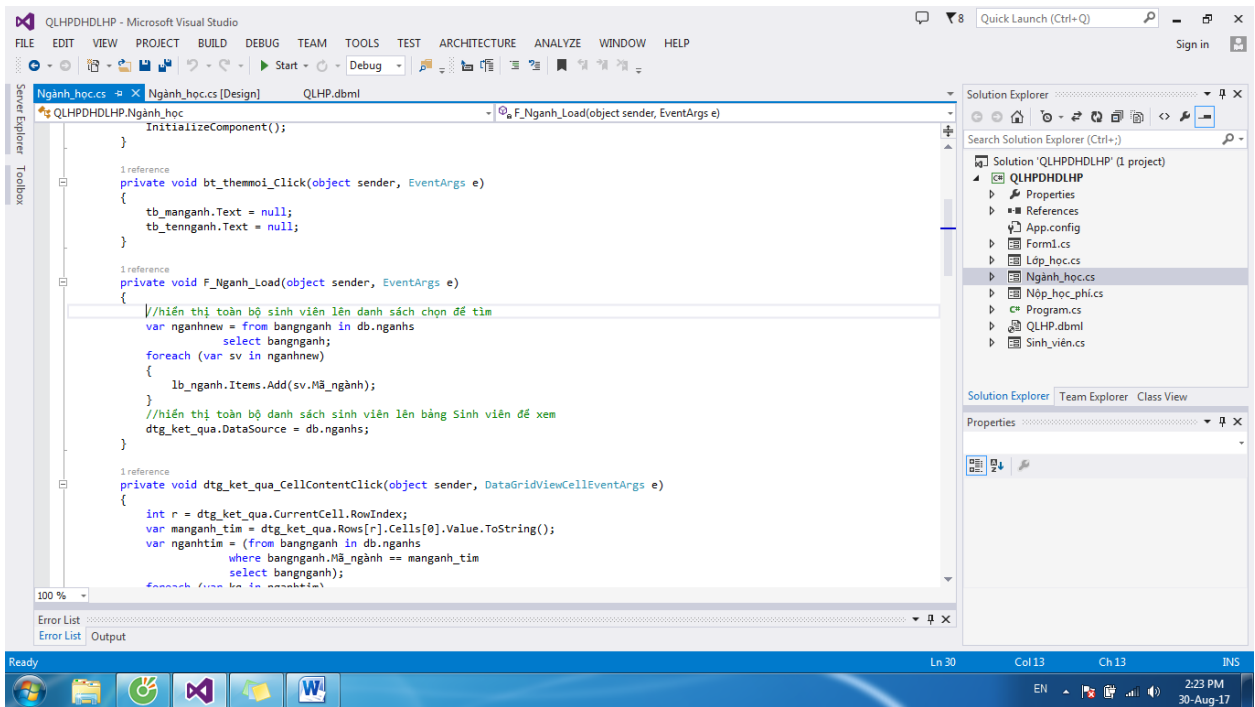 QLHPDHDLHP - Microsoft Visual Studio
8
Quick Launch (Ctrl+Q)
FILE EDIT VIEW PROJECT BUILD DEBUG TEAM TOOLS TEST ARCHITECTURE ANALYZE WINDOW HELP
Sign in
Start
Debug
Server Explorer
Toolbox
Ngành_học.cs
Ngành_học.cs [Design]
QLHP.dbml
QLHPDHDLHP.Ngành_học
F_Nganh_Load(object sender, EventArgs e)
InitializeComponent();
}
1 reference
private void bt_themmoi_Click(object sender, EventArgs e)
{
tb_manganh.Text = null;
tb_tennganh.Text = null;
}
1 reference
private void F_Nganh_Load(object sender, EventArgs e)
{
//hiển thị toàn bộ sinh viên lên danh sách chọn để tìm
var nganhnew = from bangnganh in db.nganhs
select bangnganh;
foreach (var sv in nganhnew)
{
lb_nganh.Items.Add(sv.Mã_ngành);
}
//hiển thị toàn bộ danh sách sinh viên lên bảng Sinh viên để xem
dtg_ket_qua.DataSource = db.nganhs;
}
1 reference
private void dtg_ket_qua_CellContentClick(object sender, DataGridViewCellEventArgs e)
{
int r = dtg_ket_qua.CurrentCell.RowIndex;
var manganh_tim = dtg_ket_qua.Rows[r].Cells[0].Value.ToString();
var nganhtim = (from bangnganh in db.nganhs
where bangnganh.Mã_ngành == manganh_tim
select bangnganh);
foreach (var kq in nganhtim)
100 %
Error List
Error List Output
Solution Explorer
Search Solution Explorer (Ctrl+;)
Solution 'QLHPDHDLHP' (1 project)
QLHPDHDLHP
Properties
References
App.config
Form1.cs
Lớp_học.cs
Ngành_học.cs
Nộp_học_phí.cs
Program.cs
QLHP.dbml
Sinh_viên.cs
Solution Explorer Team Explorer Class View
Properties
Ready
Ln 30
Col 13
Ch 13
INS
EN
2:23 PM
30-Aug-17